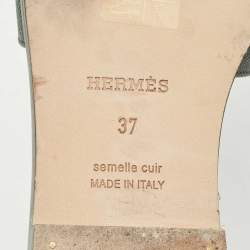 HERMÈS
37
semelle cuir
MADE IN ITALY